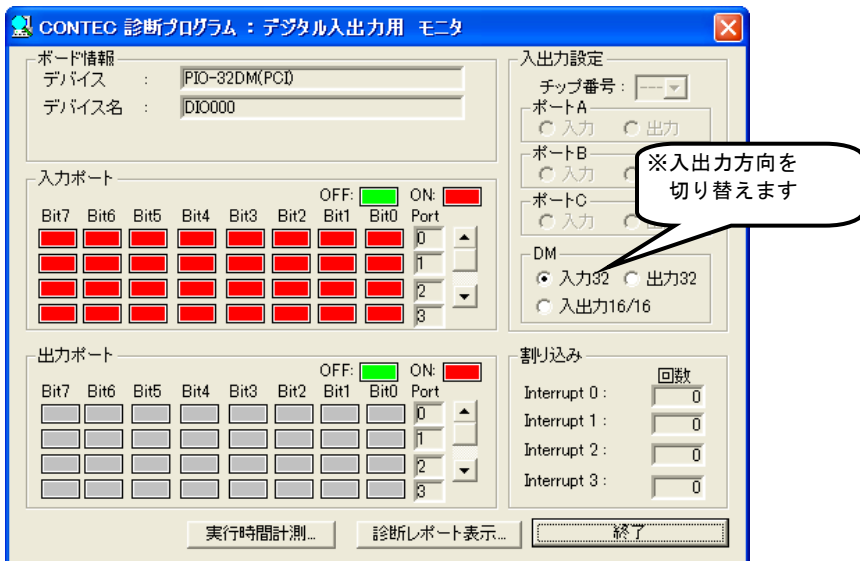 CONTEC 診断プログラム : デジタル入出力用 モニタ
ボード情報
デバイス : PIO-32DM(PCI)
デバイス名 : DIO000
入力ポート
OFF: ON:
Bit7 Bit6 Bit5 Bit4 Bit3 Bit2 Bit1 Bit0 Port
0
1
2
3
出力ポート
OFF: ON:
Bit7 Bit6 Bit5 Bit4 Bit3 Bit2 Bit1 Bit0 Port
0
1
2
3
入出力設定
チップ番号 : ---
ポートA
入力 出力
ポートB
入力
ポートC
入力
※入出力方向を
切り替えます
DM
入力32 出力32
入出力16/16
割り込み
回数
Interrupt 0 : 0
Interrupt 1 : 0
Interrupt 2 : 0
Interrupt 3 : 0
実行時間計測... 診断レポート表示... 終了